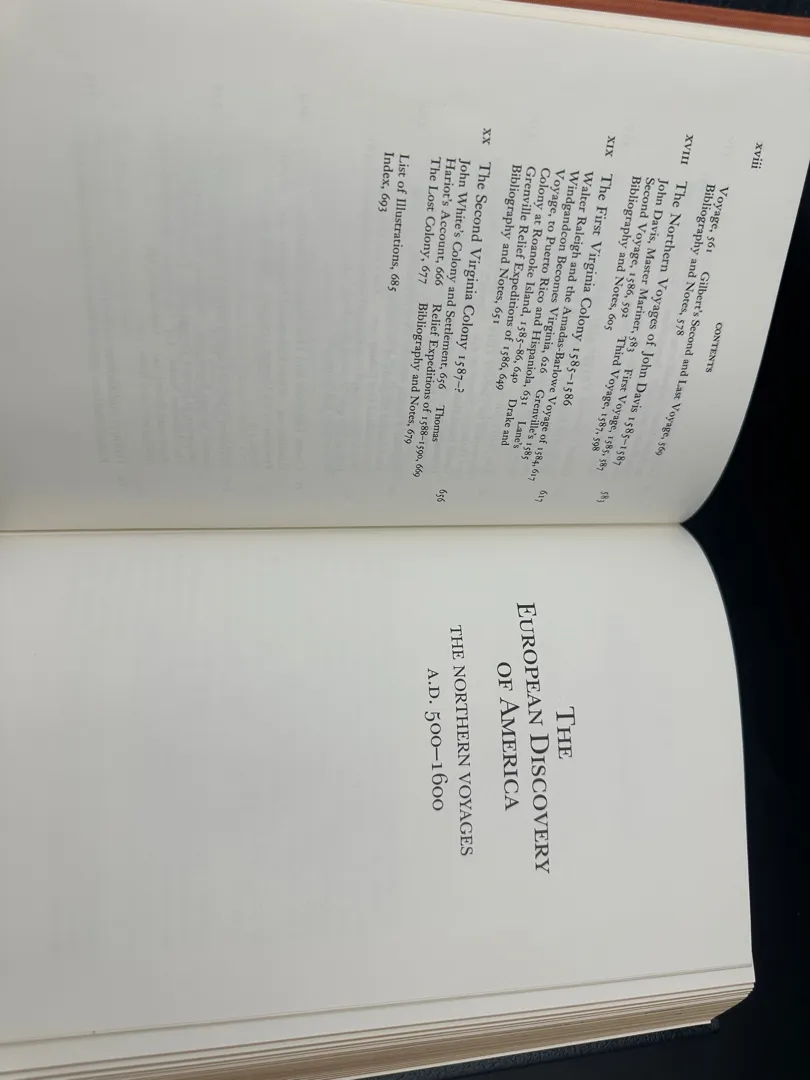 xviii
CONTENTS
Voyage, 561 Gilbert's Second and Last Voyage, 569
Bibliography and Notes, 578
XVIII The Northern Voyages of John Davis 1585–1587 583
John Davis, Master Mariner, 583 First Voyage, 1585, 587
Second Voyage, 1586, 592 Third Voyage, 1587, 598
Bibliography and Notes, 605
XIX The First Virginia Colony 1585–1586 617
Walter Raleigh and the Amadas-Barlowe Voyage of 1584, 617
Windgandcon Becomes Virginia, 626 Grenville's 1585
Voyage, to Puerto Rico and Hispaniola, 631 Lane's
Colony at Roanoke Island, 1585–86, 640 Drake and
Grenville Relief Expeditions of 1586, 649
Bibliography and Notes, 651
XX The Second Virginia Colony 1587–? 656
John White's Colony and Settlement, 656 Thomas
Hariot's Account, 666 Relief Expeditions of 1588–1590, 669
The Lost Colony, 677 Bibliography and Notes, 679
List of Illustrations, 685
Index, 693
THE
EUROPEAN DISCOVERY
OF AMERICA
THE NORTHERN VOYAGES
A.D. 500–1600